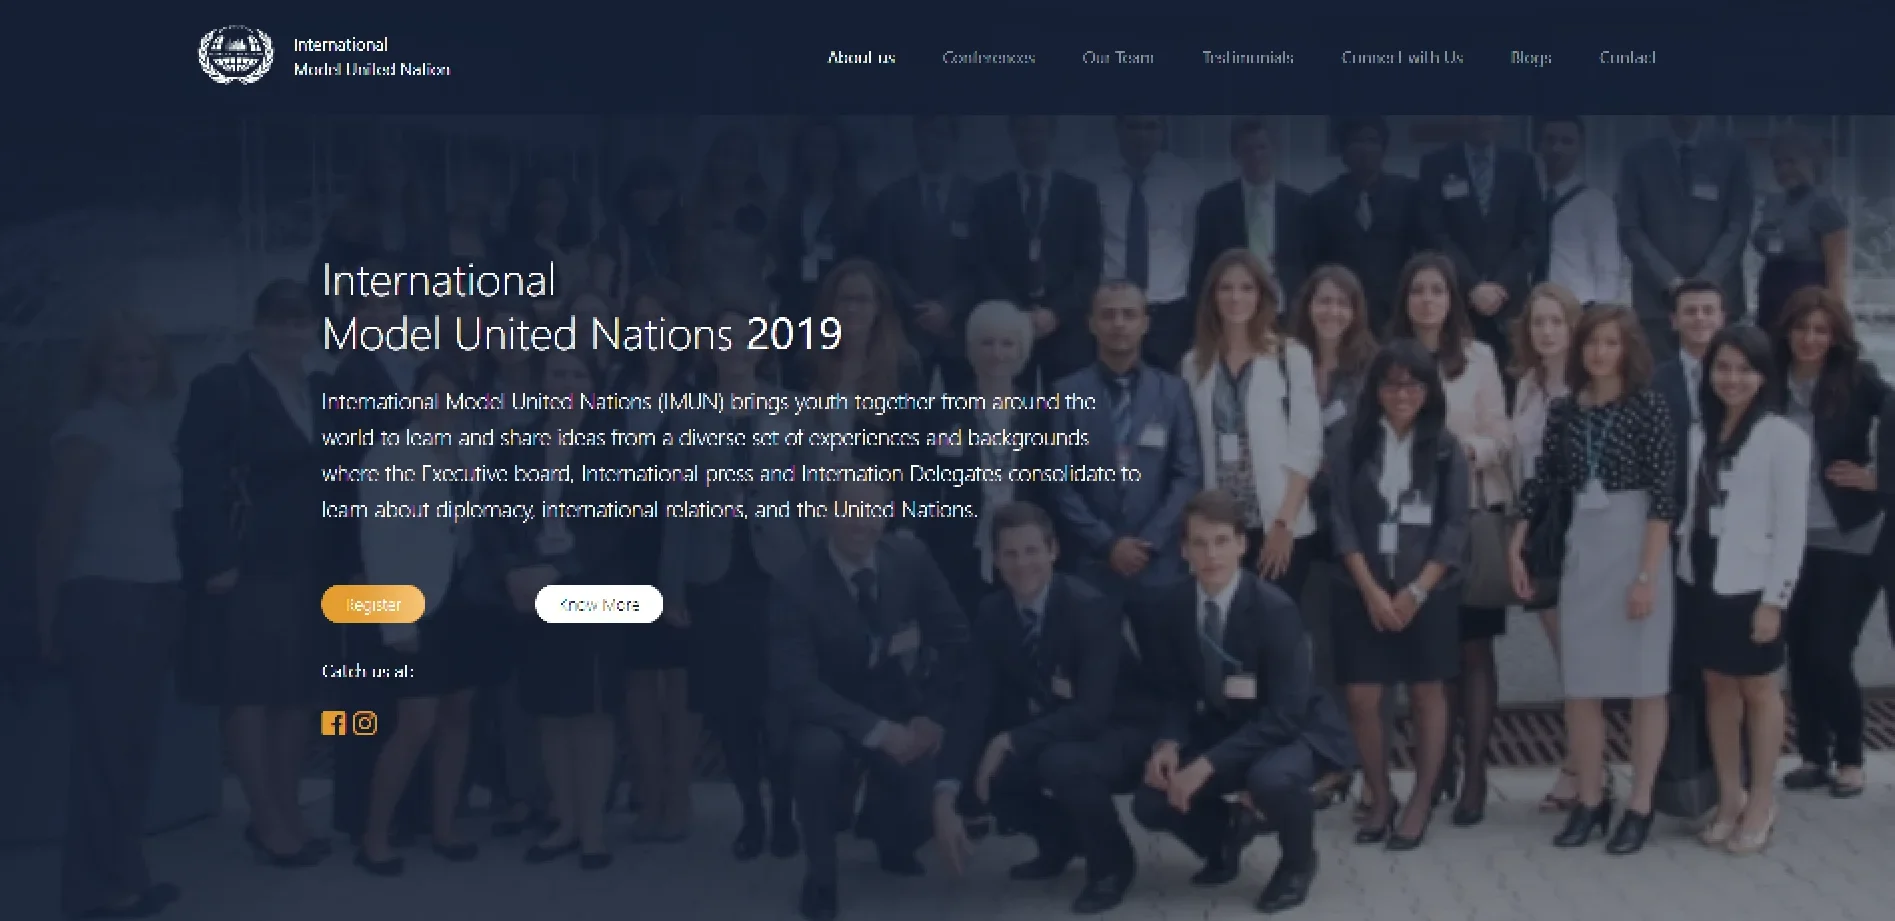 International
Model United Nation
About us
Conferences
Our Team
Testimonials
Connect with Us
Blogs
Contact
International
Model United Nations 2019
International Model United Nations (IMUN) brings youth together from around the
world to learn and share ideas from a diverse set of experiences and backgrounds
where the Executive board, International press and Internation Delegates consolidate to
learn about diplomacy, international relations, and the United Nations.
Register
Know More
Catch us at: